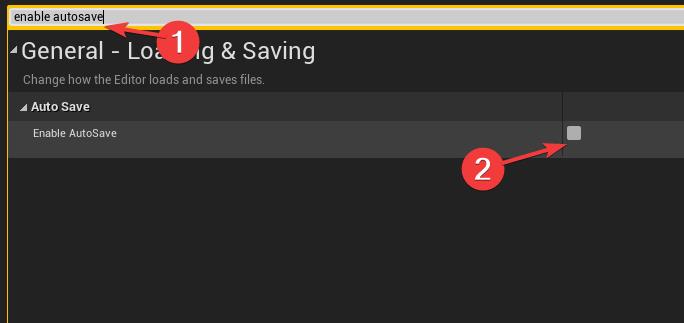 enable autosave
1
General - Loading & Saving
Change how the Editor loads and saves files.
Auto Save
Enable AutoSave
2